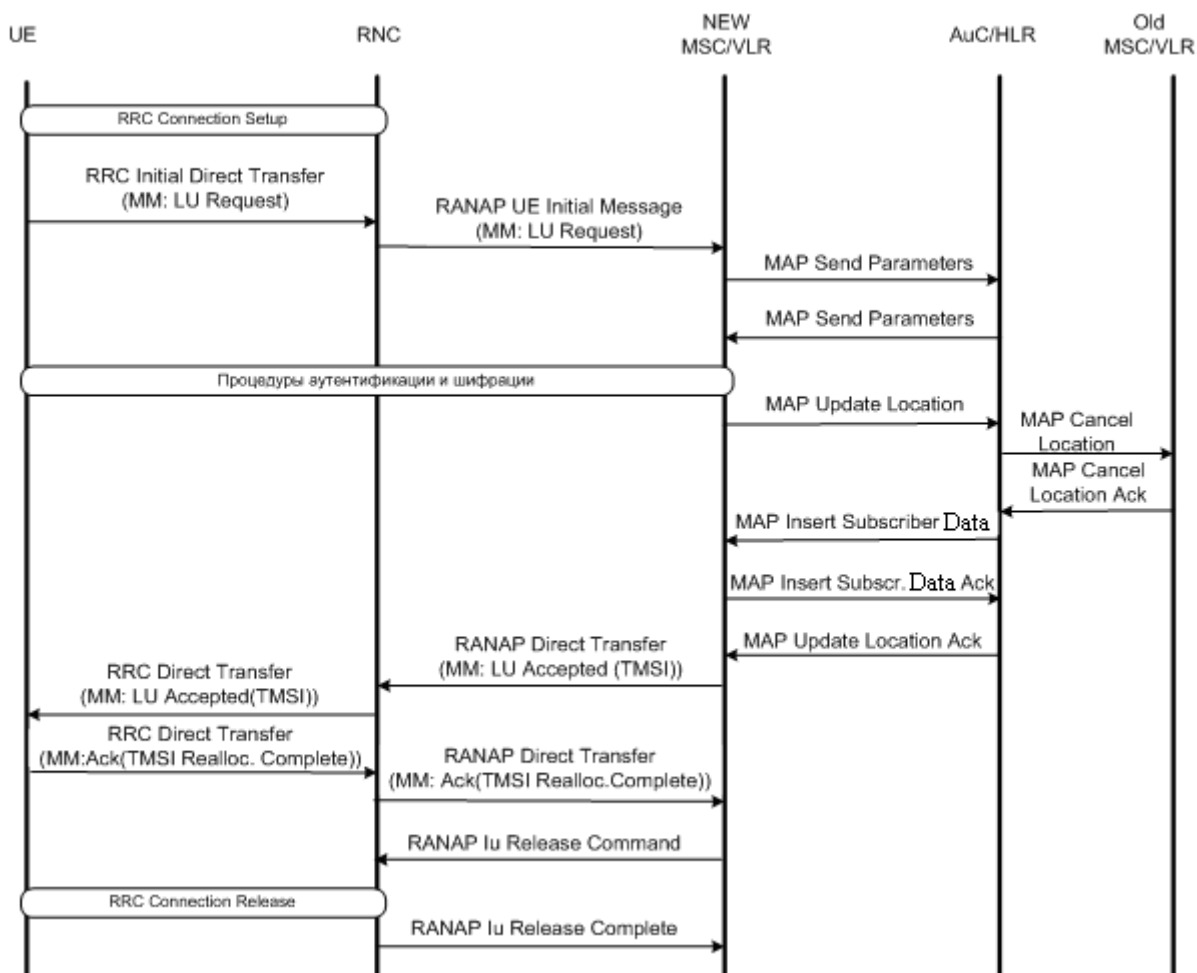 UE
RNC
NEW
MSC/VLR
AuC/HLR
Old
MSC/VLR
RRC Connection Setup
RRC Initial Direct Transfer
(MM: LU Request)
RANAP UE Initial Message
(MM: LU Request)
MAP Send Parameters
MAP Send Parameters
Процедуры аутентификации и шифрации
MAP Update Location
MAP Cancel
Location
MAP Cancel
Location Ack
MAP Insert Subscriber Data
MAP Insert Subscr. Data Ack
MAP Update Location Ack
RANAP Direct Transfer
(MM: LU Accepted (TMSI))
RRC Direct Transfer
(MM: LU Accepted(TMSI))
RRC Direct Transfer
(MM:Ack(TMSI Realloc. Complete))
RANAP Direct Transfer
(MM: Ack(TMSI Realloc.Complete))
RANAP Iu Release Command
RRC Connection Release
RANAP Iu Release Complete